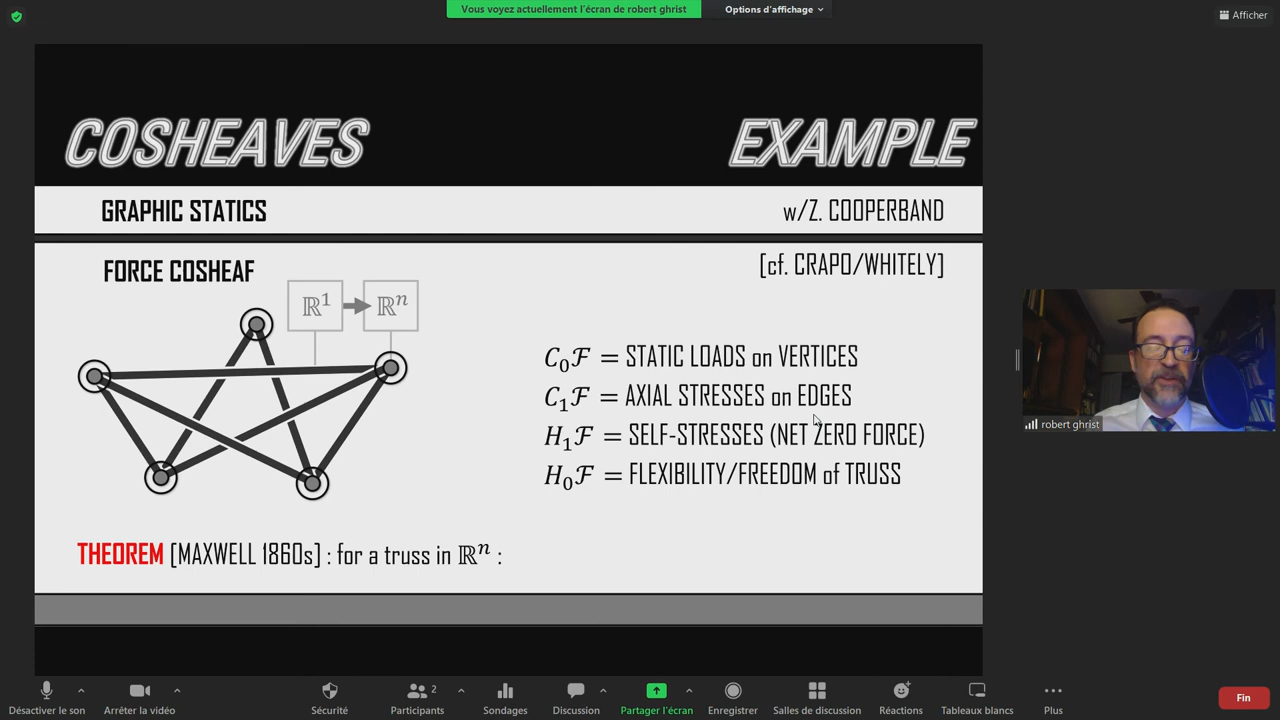 Vous voyez actuellement l'écran de robert ghrist
Options d'affichage
Afficher
COSHEAVES
EXAMPLE
GRAPHIC STATICS
w/Z. COOPERBAND
FORCE COSHEAF
[cf. CRAPO/WHITELY]
ℝ¹
ℝⁿ
C₀ℱ = STATIC LOADS on VERTICES
C₁ℱ = AXIAL STRESSES on EDGES
H₁ℱ = SELF-STRESSES (NET ZERO FORCE)
H₀ℱ = FLEXIBILITY/FREEDOM of TRUSS
robert ghrist
THEOREM [MAXWELL 1860s] : for a truss in ℝⁿ :
2
Désactiver le son
Arrêter la vidéo
Sécurité
Participants
Sondages
Discussion
Partager l'écran
Enregistrer
Salles de discussion
Réactions
Tableaux blancs
Plus
Fin